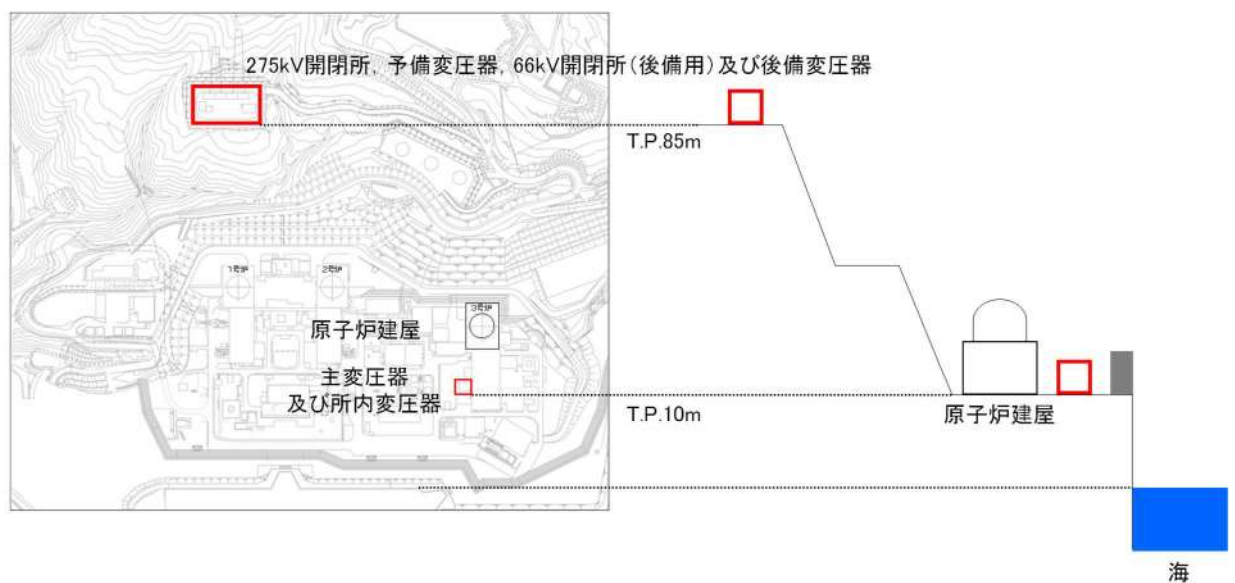 275kV開閉所，予備変圧器，66kV開閉所（後備用）及び後備変圧器
T.P.85m
1号炉
2号炉
3号炉
原子炉建屋
主変圧器
及び所内変圧器
T.P.10m
原子炉建屋
海